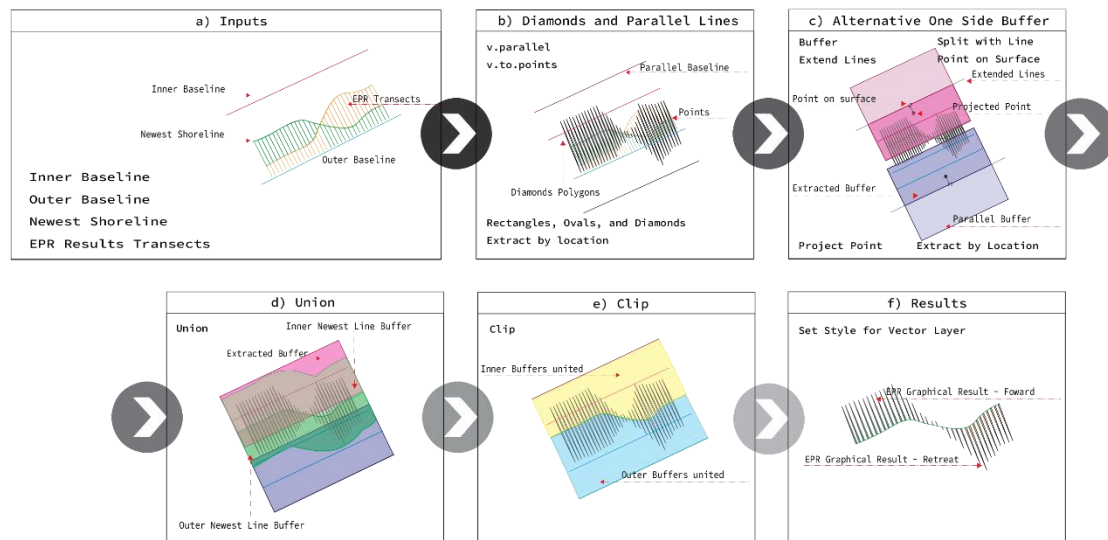 a) Inputs
Inner Baseline
EPR Transects
Newest Shoreline
Outer Baseline
Inner Baseline
Outer Baseline
Newest Shoreline
EPR Results Transects
b) Diamonds and Parallel Lines
v.parallel
v.to.points
Parallel Baseline
Points
Diamonds Polygons
Rectangles, Ovals, and Diamonds
Extract by location
c) Alternative One Side Buffer
Buffer
Split with Line
Extend Lines
Point on Surface
Extended Lines
Point on surface
Projected Point
Extracted Buffer
Parallel Buffer
Project Point
Extract by Location
d) Union
Union
Inner Newest Line Buffer
Extracted Buffer
Outer Newest Line Buffer
e) Clip
Clip
Inner Buffers united
Outer Buffers united
f) Results
Set Style for Vector Layer
EPR Graphical Result - Foward
EPR Graphical Result - Retreat